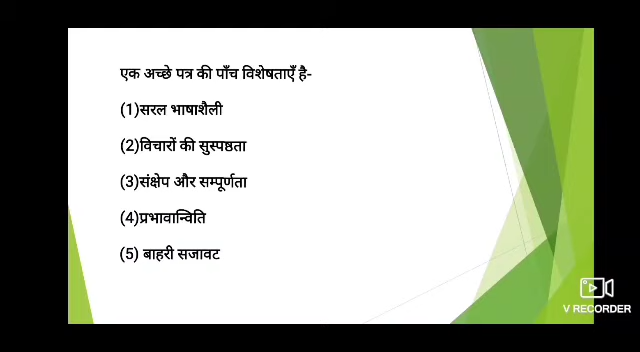 एक अच्छे पत्र की पाँच विशेषताएँ है-
(1)सरल भाषाशैली
(2)विचारों की सुस्पष्ठता
(3)संक्षेप और सम्पूर्णता
(4)प्रभावान्विति
(5) बाहरी सजावट
V RECORDER